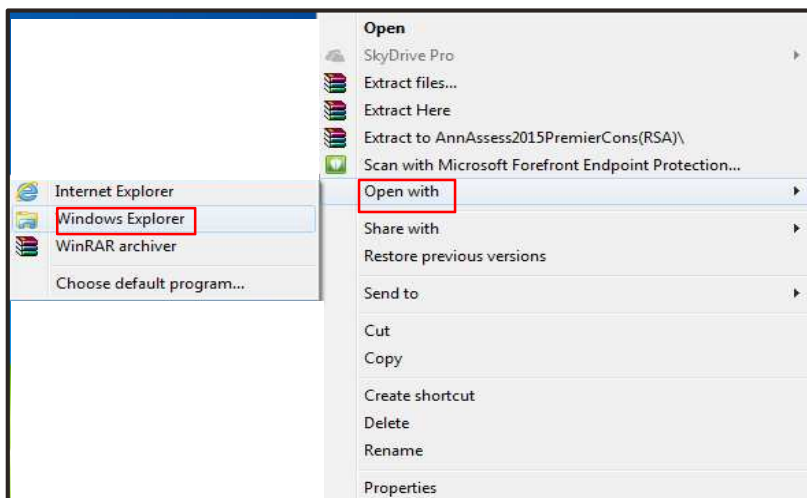 Open
SkyDrive Pro
Extract files...
Extract Here
Extract to AnnAssess2015PremierCons(RSA)\
Scan with Microsoft Forefront Endpoint Protection...
Open with
Internet Explorer
Windows Explorer
WinRAR archiver
Choose default program...
Share with
Restore previous versions
Send to
Cut
Copy
Create shortcut
Delete
Rename
Properties